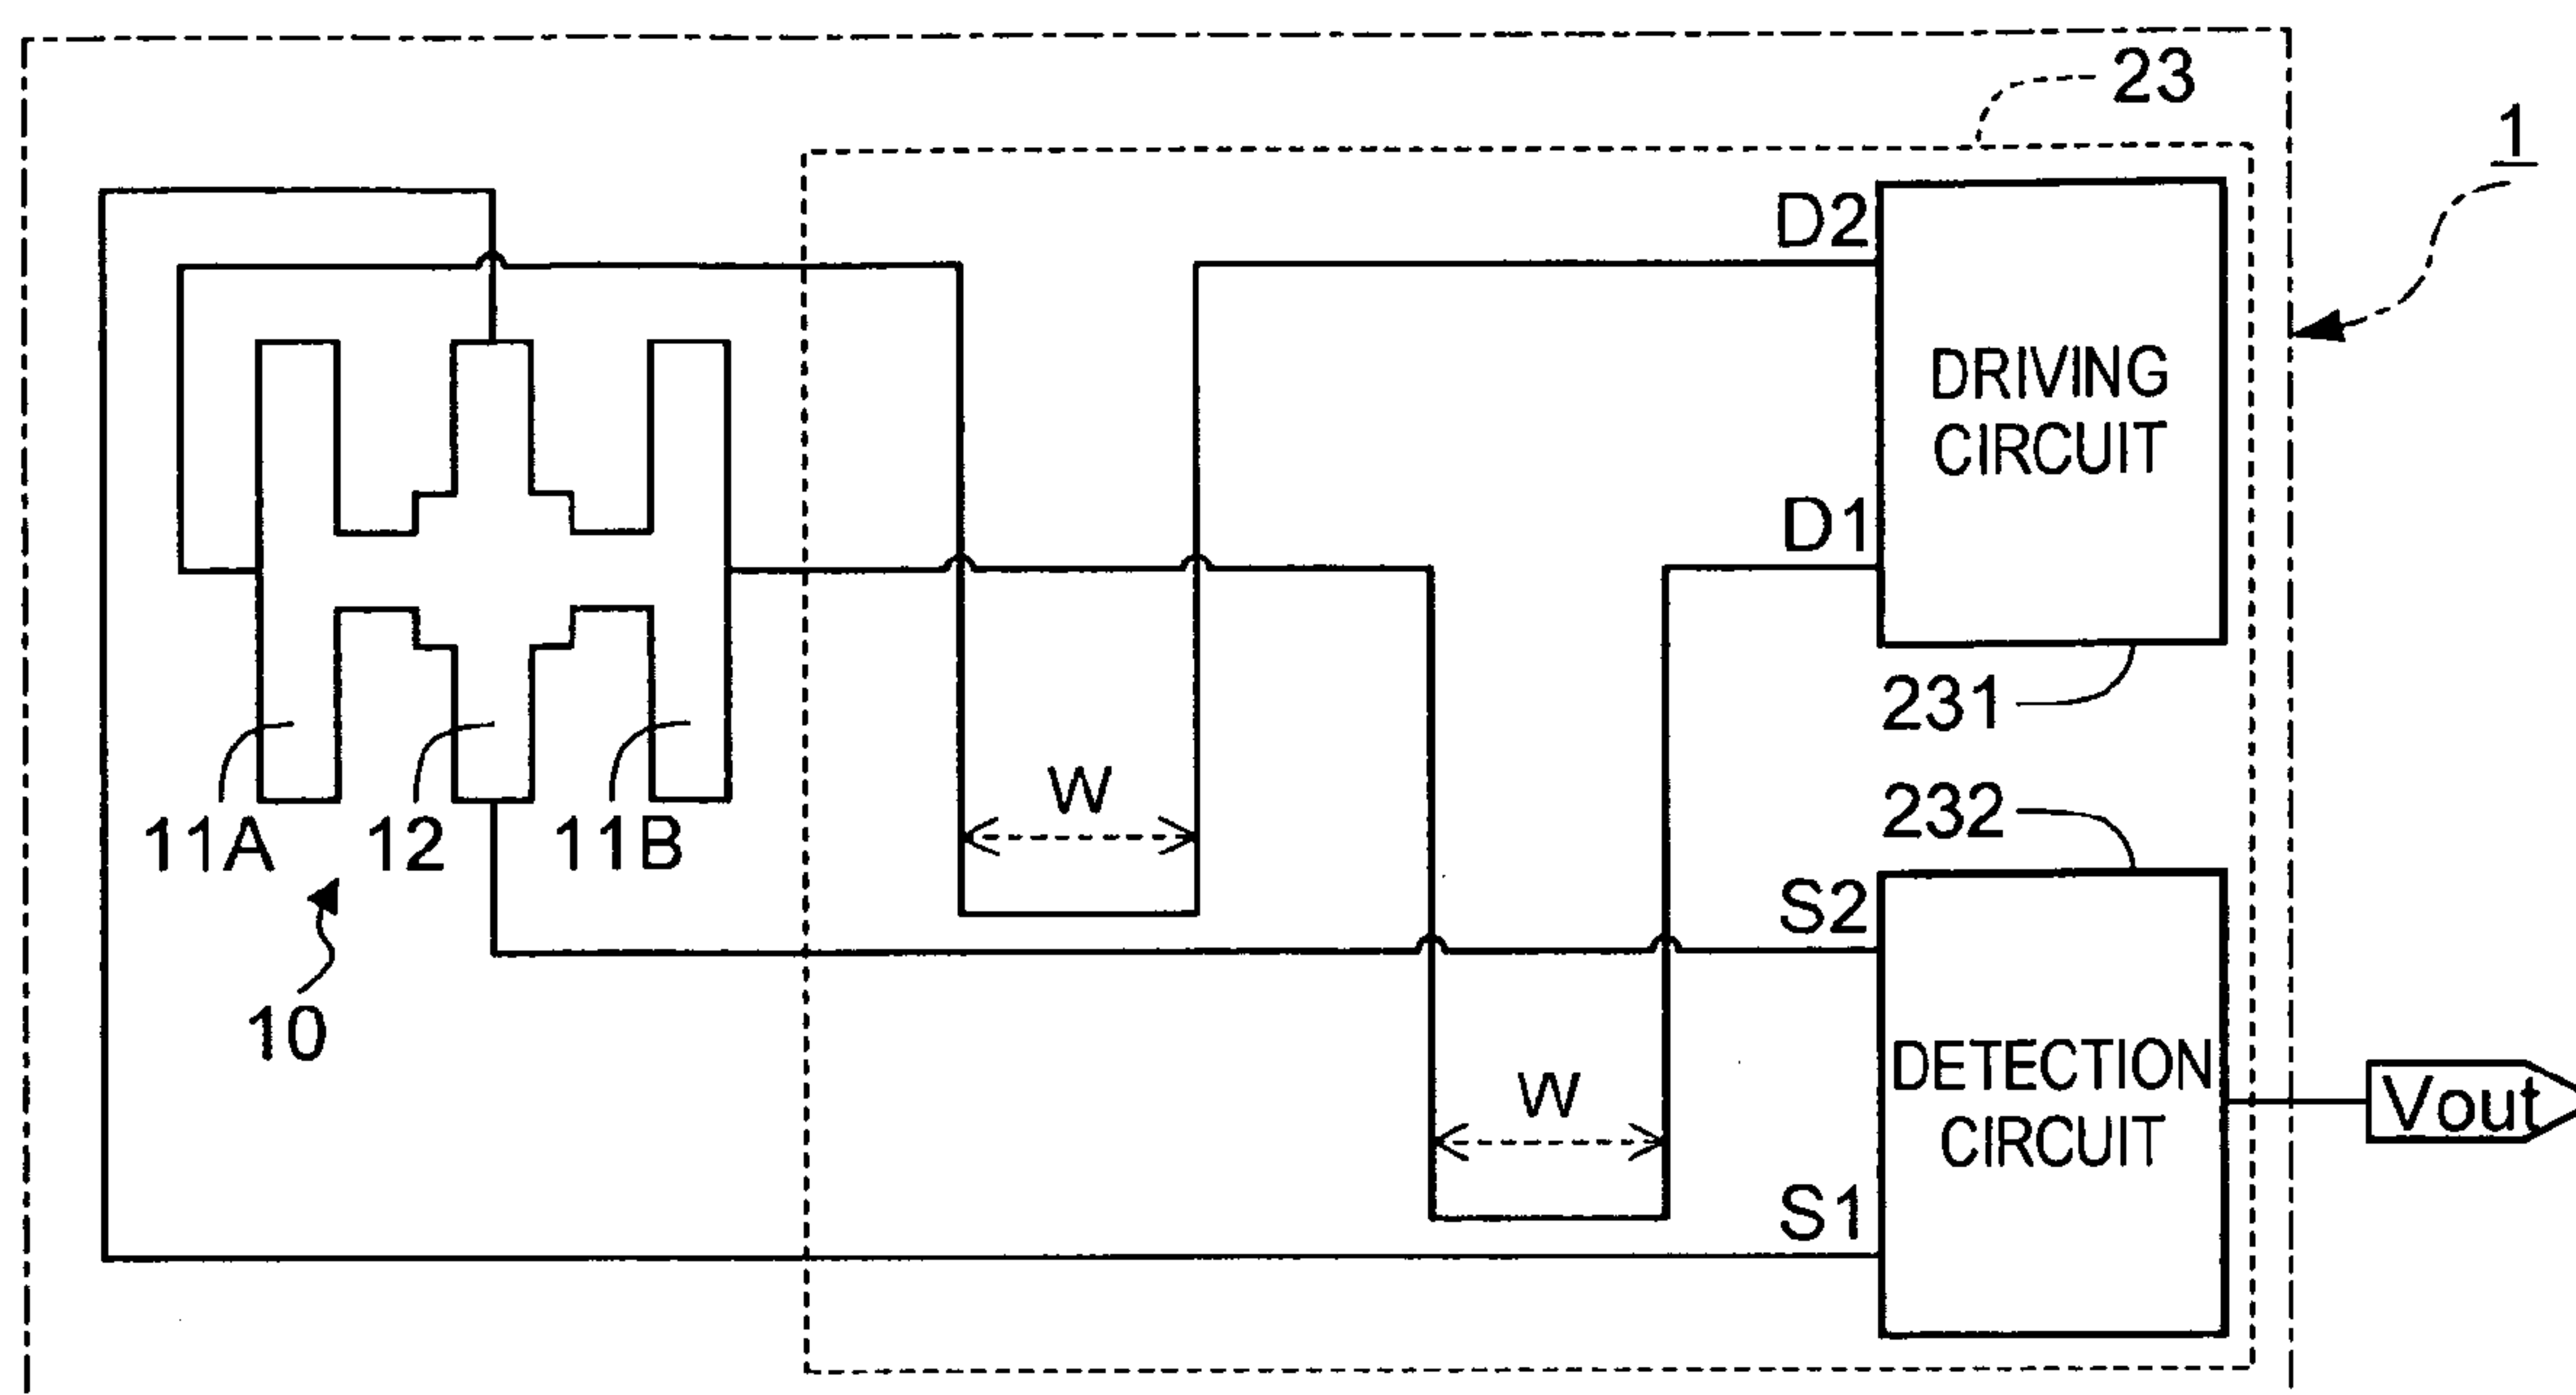 23
1
D2
DRIVING
CIRCUIT
D1
231
W
232
11A
12
11B
S2
10
DETECTION
CIRCUIT
W
Vout
S1